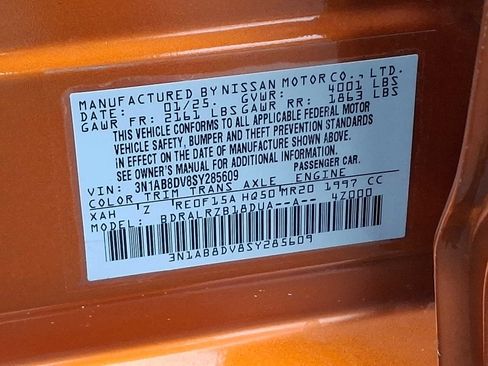 MANUFACTURED BY NISSAN MOTOR CO., LTD.
DATE: 01/25. GVWR: 4001 LBS
GAWR FR: 2161 LBS GAWR RR: 1863 LBS
THIS VEHICLE CONFORMS TO ALL APPLICABLE FEDERAL MOTOR
VEHICLE SAFETY, BUMPER AND THEFT PREVENTION STANDARDS
IN EFFECT ON THE DATE OF MANUFACTURE SHOWN ABOVE.
SEE OWNER'S MANUAL FOR ADDITIONAL INFORMATION
VIN: 3N1AB8DV8SY285609 PASSENGER CAR.
COLOR TRIM TRANS AXLE ENGINE
XAH Z RE0F15A HQ50 MR20 1997 CC
MODEL: BDRALRZB18DUA--A-- 4Z000
3N1AB8DV8SY285609